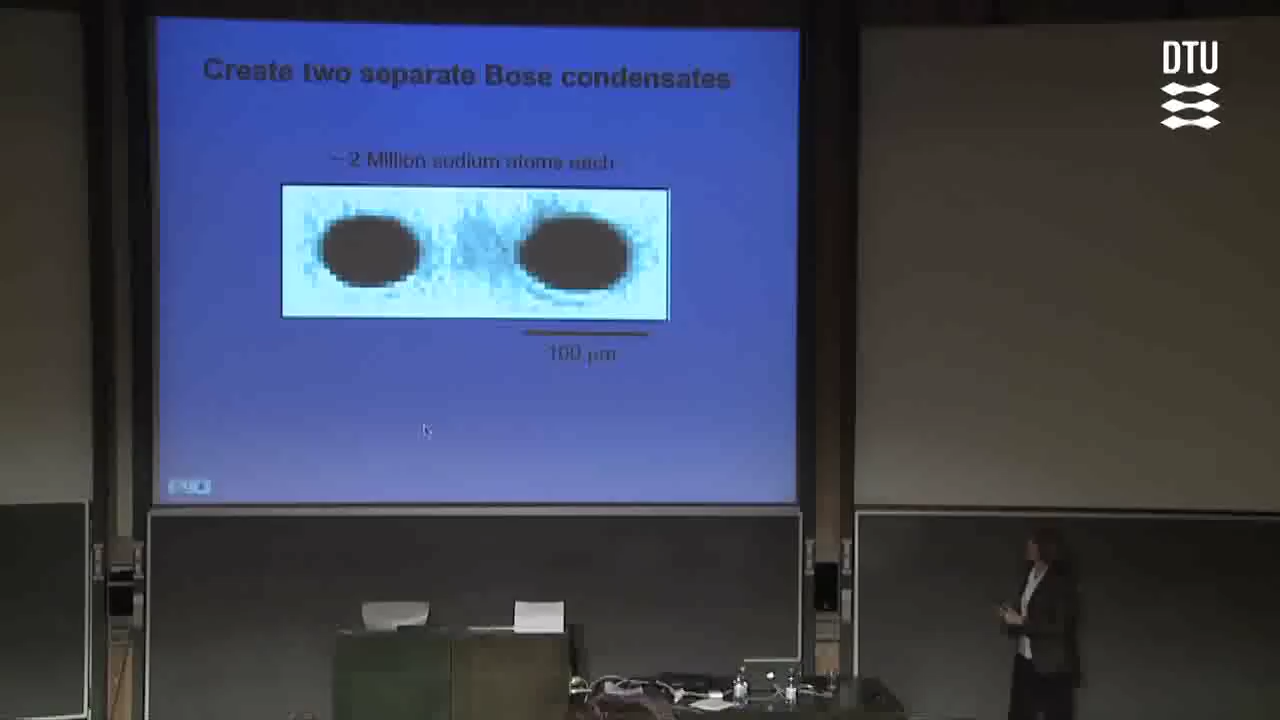 DTU
Create two separate Bose condensates
~2 Million sodium atoms each
100 μm